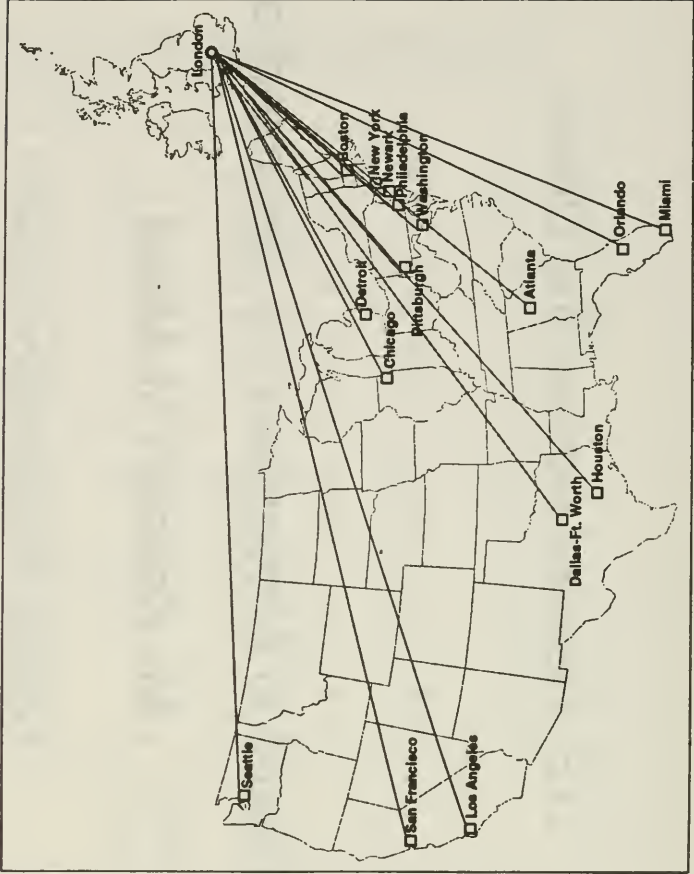 London
Boston
New York
Newark
Philadelphia
Washington
Detroit
Pittsburgh
Chicago
Atlanta
Orlando
Miami
Houston
Dallas-Ft. Worth
Seattle
San Francisco
Los Angeles